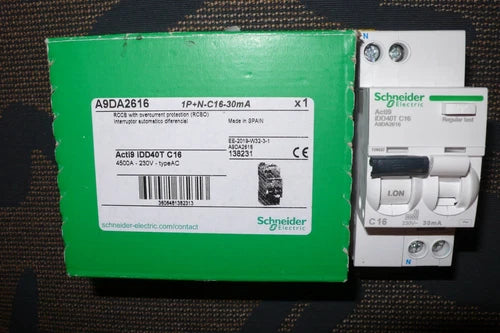 A9DA2616
1P+N-C16-30mA
x1
RCCB with overcurrent protection (RCBO)
Interruptor automatico diferencial
Made in SPAIN
EE-2019-W32-3-1
A9DA2616
138231
CE
Acti9 IDD40T C16
4500A - 230V - typeAC
3606481382313
schneider-electric.com/contact
Schneider
Electric
N
Schneider
Electric
Acti9
IDD40T C16
A9DA2616
Regular test
I.ON
C16
230V~
30mA
N